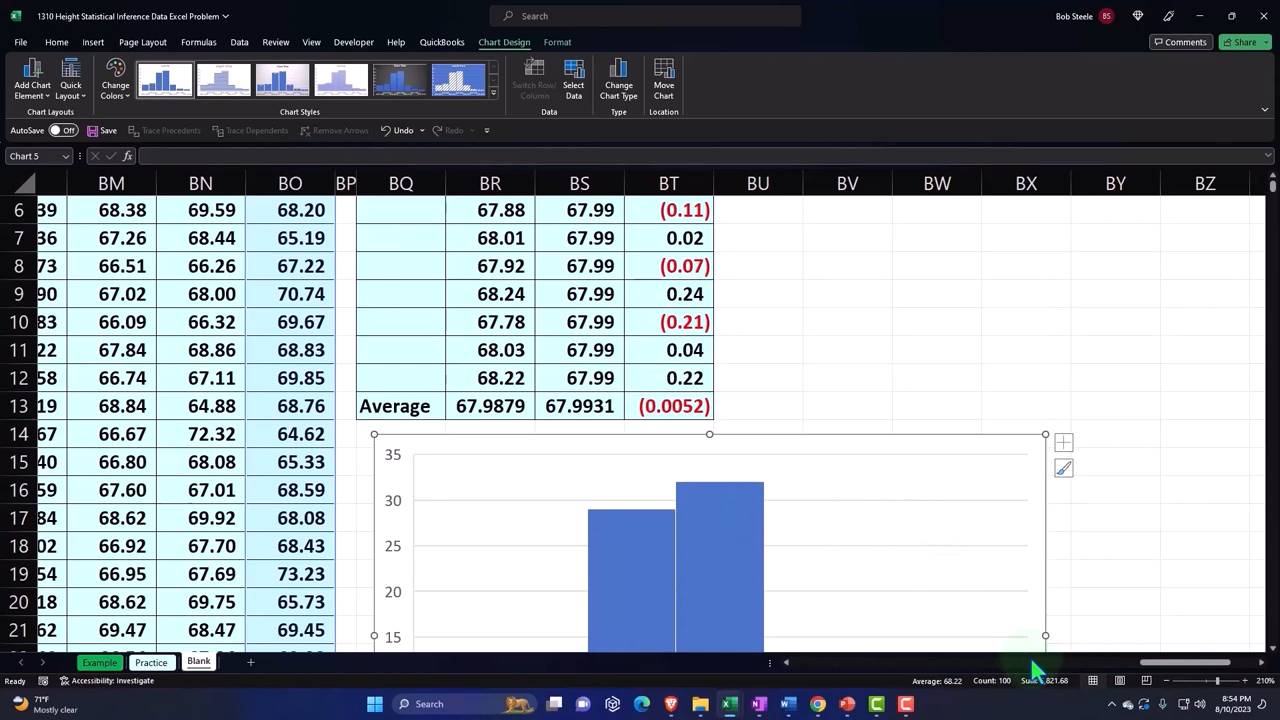 1310 Height Statistical Inference Data Excel Problem
Search
Bob Steele BS
File Home Insert Page Layout Formulas Data Review View Developer Help QuickBooks Chart Design Format
Comments Share
Add Chart Element Quick Layout Change Colors Switch Row/Column Select Data Change Chart Type Move Chart
Chart Layouts Chart Styles Data Type Location
AutoSave Off Save Trace Precedents Trace Dependents Remove Arrows Undo Redo
Chart 5 fx
BM BN BO BP BQ BR BS BT BU BV BW BX BY BZ
6 39 68.38 69.59 68.20 67.88 67.99 (0.11)
7 36 67.26 68.44 65.19 68.01 67.99 0.02
8 73 66.51 66.26 67.22 67.92 67.99 (0.07)
9 90 67.02 68.00 70.74 68.24 67.99 0.24
10 83 66.09 66.32 69.67 67.78 67.99 (0.21)
11 22 67.84 68.86 68.83 68.03 67.99 0.04
12 58 66.74 67.11 69.85 68.22 67.99 0.22
13 19 68.84 64.88 68.76 Average 67.9879 67.9931 (0.0052)
14 67 66.67 72.32 64.62
15 40 66.80 68.08 65.33 35
16 59 67.60 67.01 68.59 30
17 84 68.62 69.92 68.08
18 02 66.92 67.70 68.43 25
19 54 66.95 67.69 73.23
20 18 68.62 69.75 65.73 20
21 62 69.47 68.47 69.45 15
Example Practice Blank
Ready Accessibility: Investigate Average: 68.22 Count: 100 210%
71°F
Mostly clear
Search
8:54 PM
8/10/2023